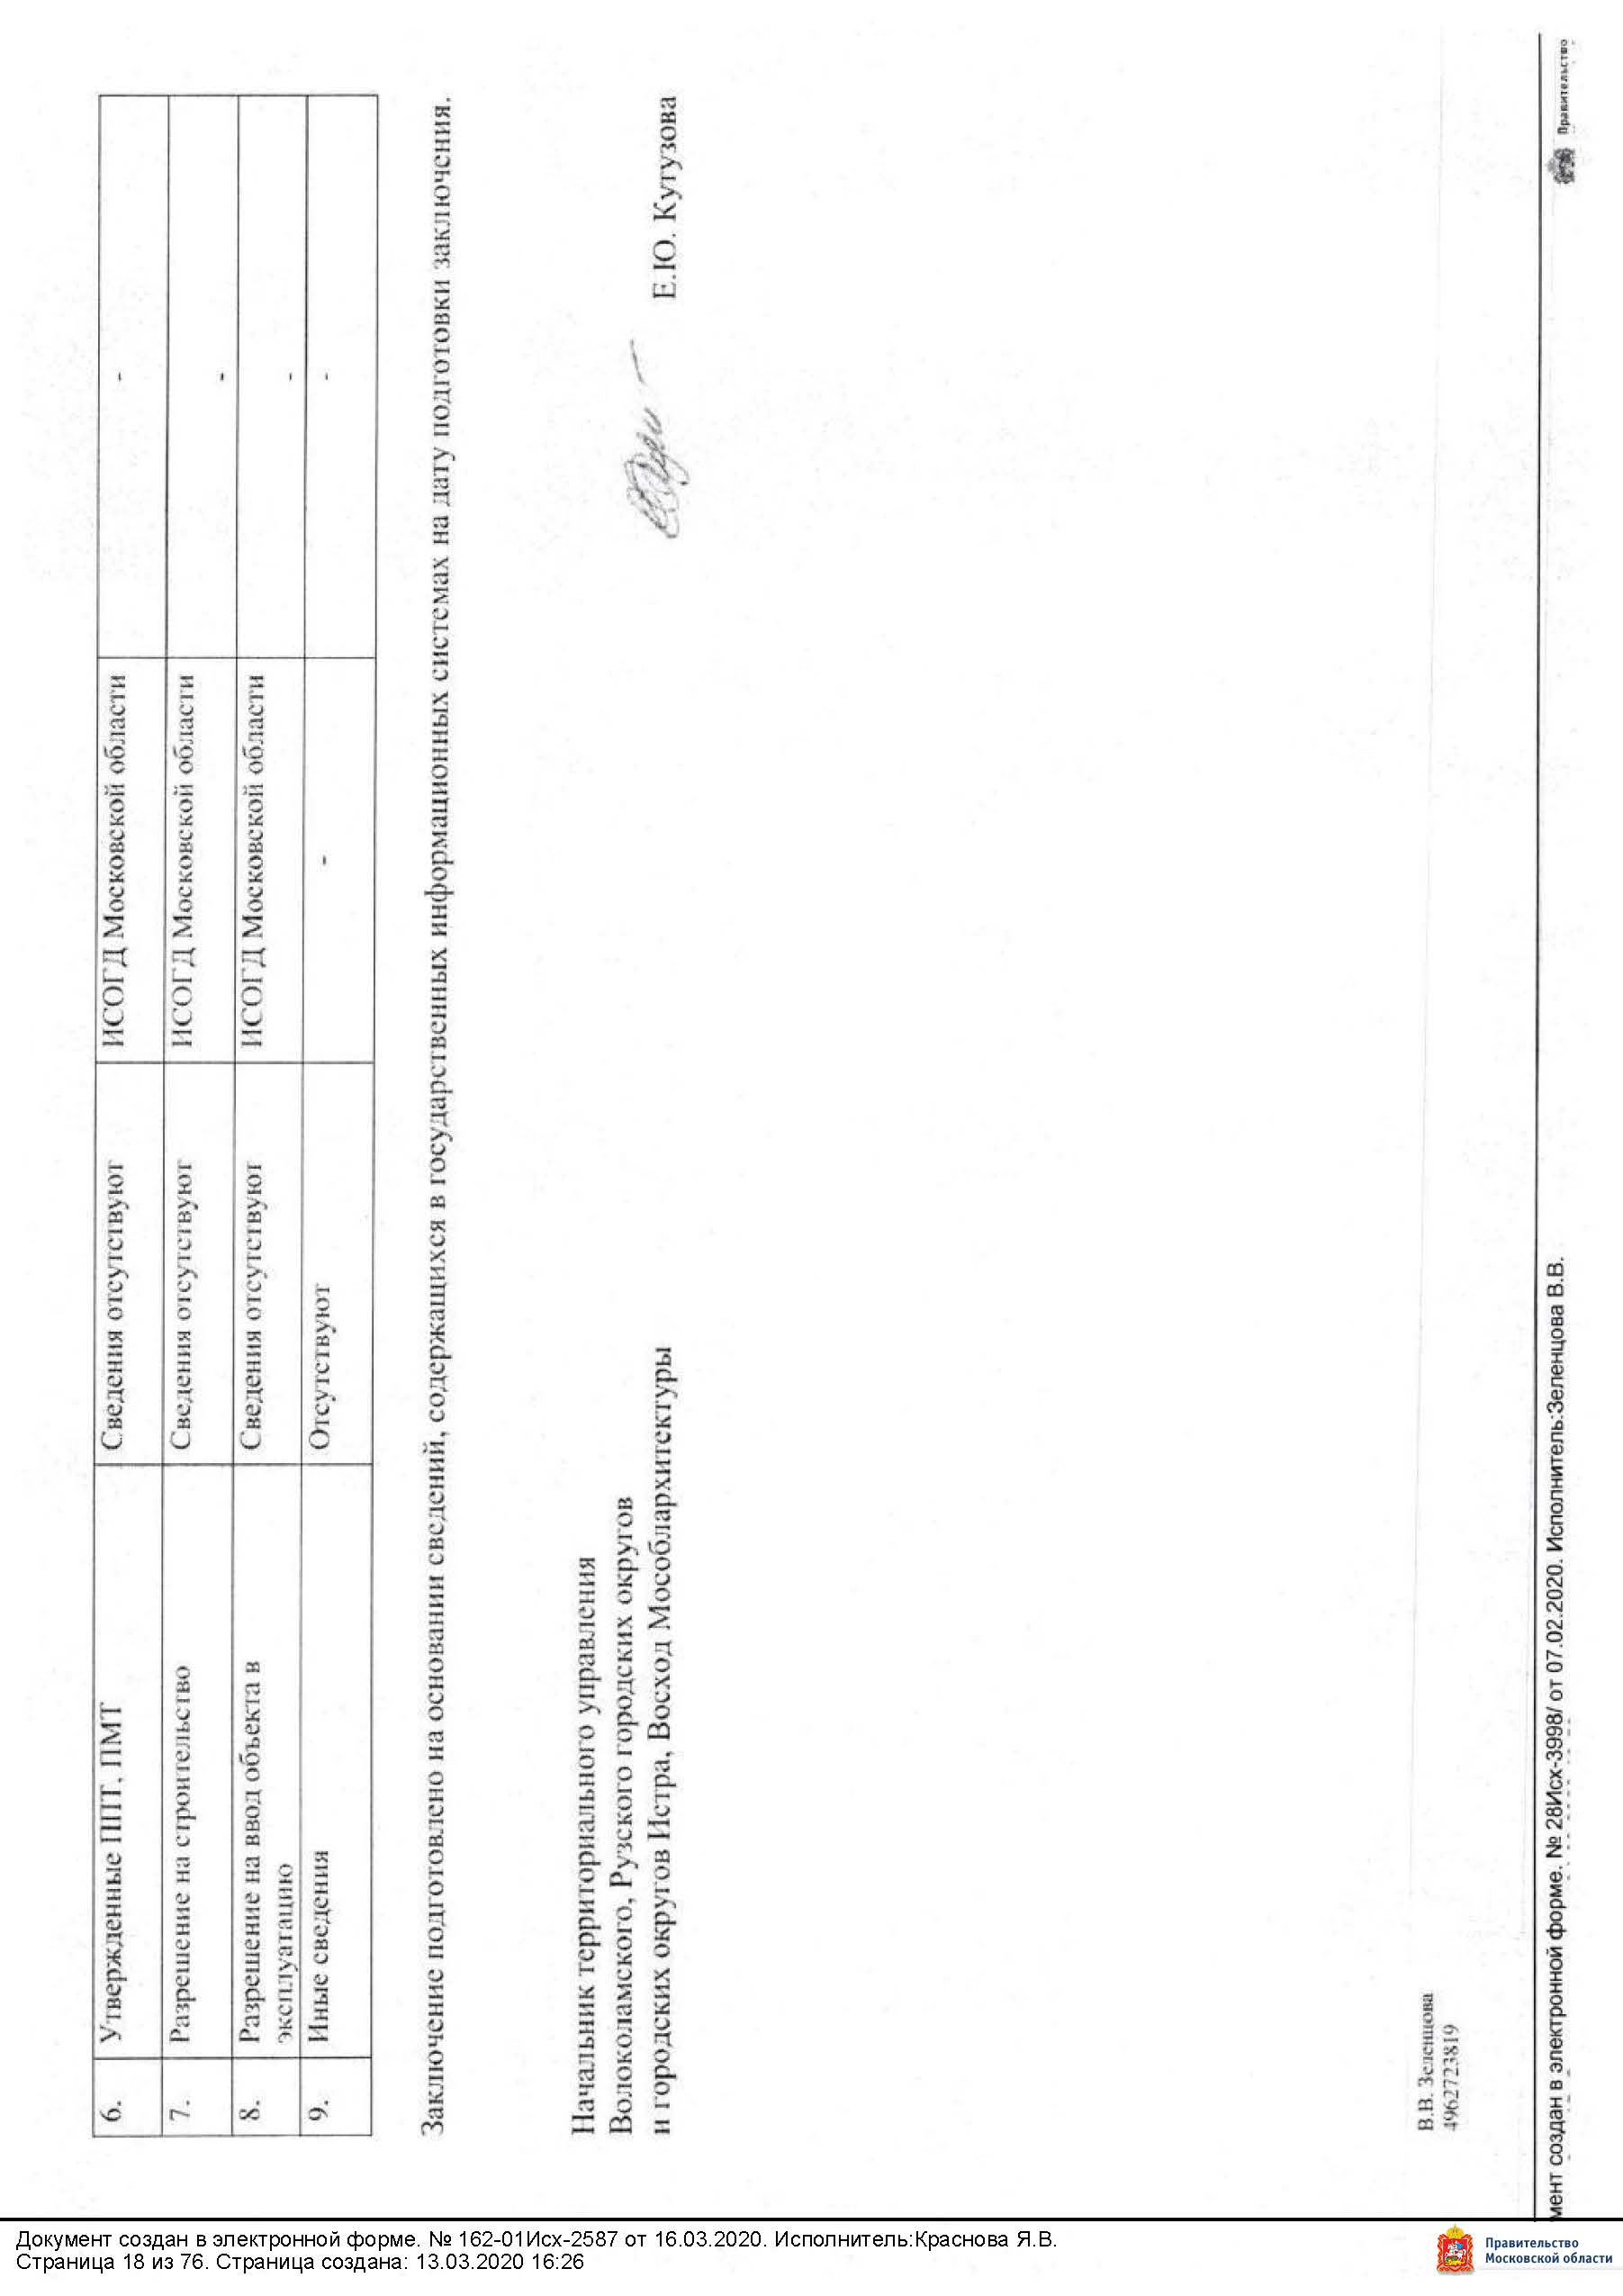 6. Утвержденные ППТ, ПМТ Сведения отсутствуют ИСОГД Московской области -
7. Разрешение на строительство Сведения отсутствуют ИСОГД Московской области -
8. Разрешение на ввод объекта в Сведения отсутствуют ИСОГД Московской области -
эксплуатацию
9. Иные сведения Отсутствуют - -
Заключение подготовлено на основании сведений, содержащихся в государственных информационных системах на дату подготовки заключения.
Начальник территориального управления
Волоколамского, Рузского городских округов
и городских округов Истра, Восход Мособлархитектуры Е.Ю. Кутузова
В.В. Зеленцова
4962723819
мент создан в электронной форме. № 28Исх-3998/ от 07.02.2020. Исполнитель:Зеленцова В.В.
Правительство
Документ создан в электронной форме. № 162-01Исх-2587 от 16.03.2020. Исполнитель:Краснова Я.В.
Страница 18 из 76. Страница создана: 13.03.2020 16:26
Правительство
Московской области